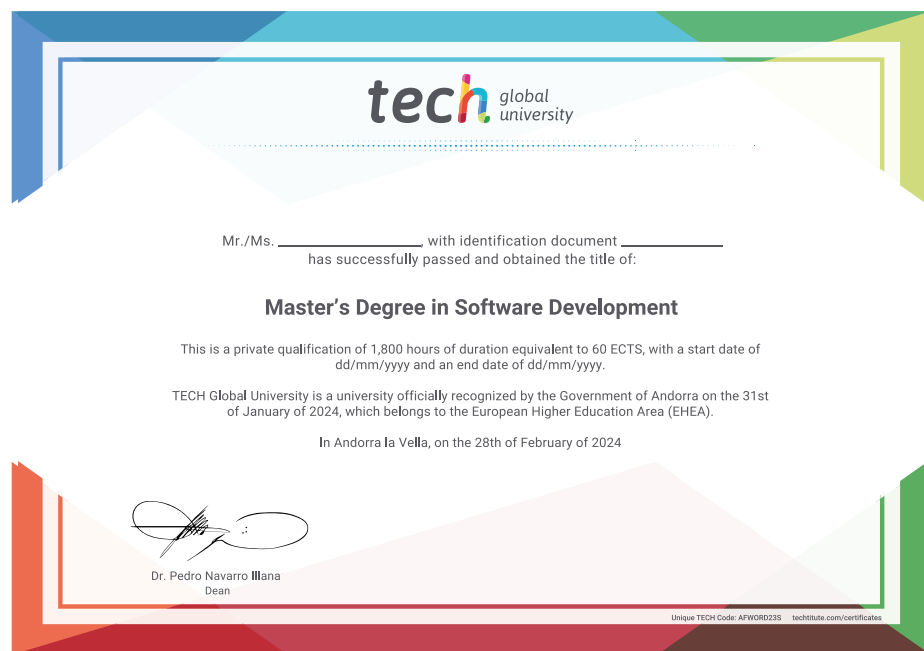 tech global
university
Mr./Ms. ____________, with identification document ____________
has successfully passed and obtained the title of:
Master’s Degree in Software Development
This is a private qualification of 1,800 hours of duration equivalent to 60 ECTS, with a start date of
dd/mm/yyyy and an end date of dd/mm/yyyy.
TECH Global University is a university officially recognized by the Government of Andorra on the 31st
of January of 2024, which belongs to the European Higher Education Area (EHEA).
In Andorra la Vella, on the 28th of February of 2024
Dr. Pedro Navarro Illana
Dean
Unique TECH Code: AFWORD23S techtitute.com/certificates